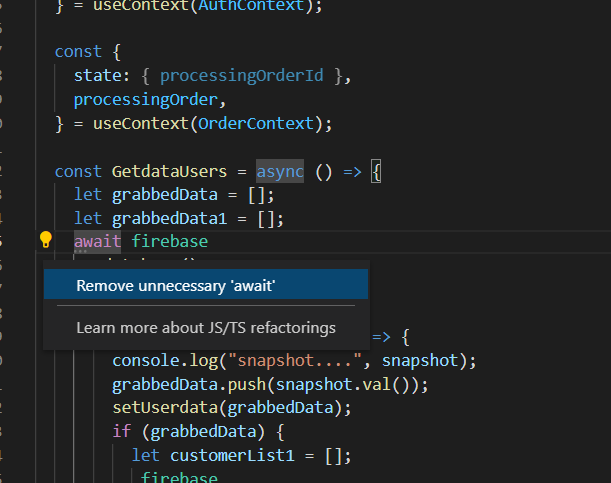 } = useContext(AuthContext);
const {
state: { processingOrderId },
processingOrder,
} = useContext(OrderContext);
const GetdataUsers = async () => {
let grabbedData = [];
let grabbedData1 = [];
await firebase
Remove unnecessary 'await'
Learn more about JS/TS refactorings
=> {
console.log("snapshot....", snapshot);
grabbedData.push(snapshot.val());
setUserdata(grabbedData);
if (grabbedData) {
let customerList1 = [];
firebase